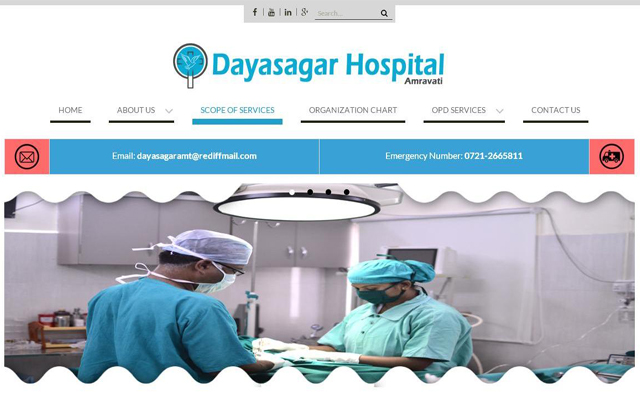 Search...
Dayasagar Hospital
Amravati
HOME
ABOUT US
SCOPE OF SERVICES
ORGANIZATION CHART
OPD SERVICES
CONTACT US
Email: dayasagaramt@rediffmail.com
Emergency Number: 0721-2665811